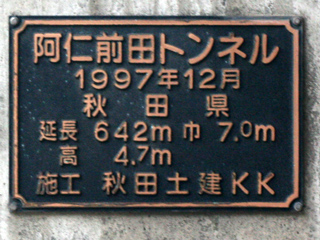 阿仁前田トンネル
1997年12月
秋田県
延長 642m 巾 7.0m
高 4.7m
施工 秋田土建KK